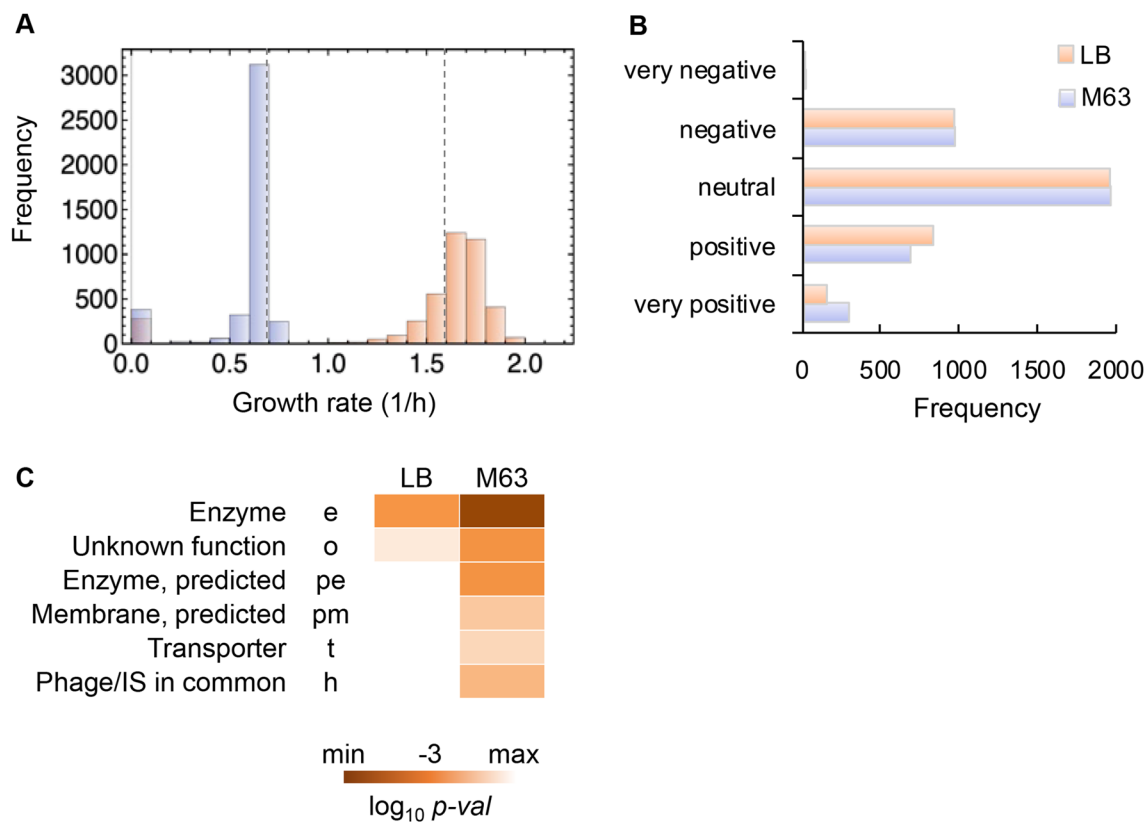 A
Frequency
3000
2500
2000
1500
1000
500
0
0.0 0.5 1.0 1.5 2.0
Growth rate (1/h)
B
LB
M63
very negative
negative
neutral
positive
very positive
0 500 1000 1500 2000
Frequency
C
LB M63
Enzyme e
Unknown function o
Enzyme, predicted pe
Membrane, predicted pm
Transporter t
Phage/IS in common h
min -3 max
log₁₀ p-val